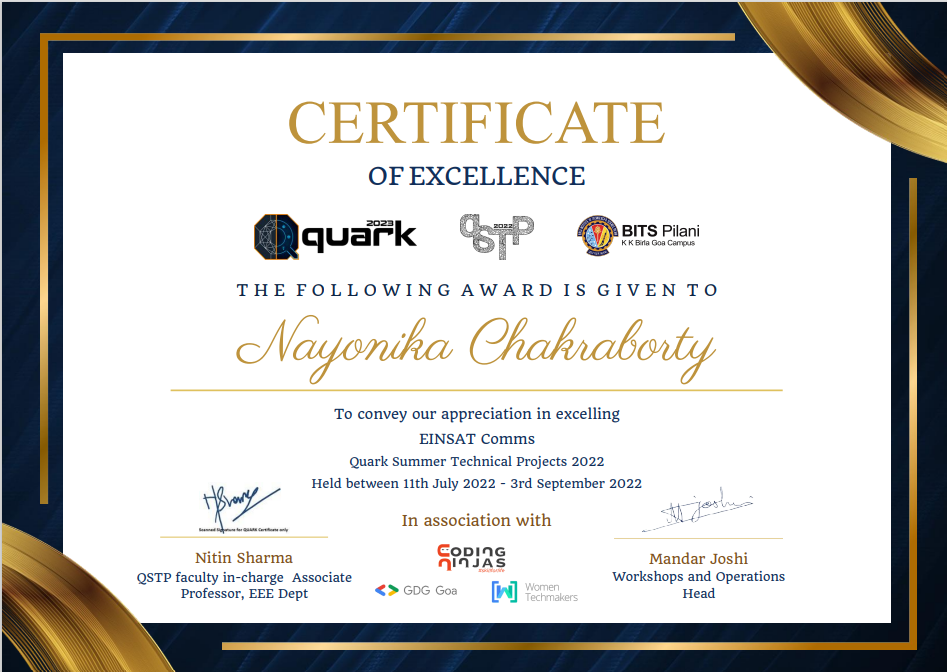 CERTIFICATE
OF EXCELLENCE
2023
quark
2022
QSTP
BITS Pilani
K K Birla Goa Campus
THE FOLLOWING AWARD IS GIVEN TO
Nayonika Chakraborty
To convey our appreciation in excelling
EINSAT Comms
Quark Summer Technical Projects 2022
Held between 11th July 2022 - 3rd September 2022
Scanned Signature for QUARK Certificate only
In association with
CODING
NINJAS
GDG Goa
Women
Techmakers
Nitin Sharma
QSTP faculty in-charge Associate
Professor, EEE Dept
Mandar Joshi
Workshops and Operations
Head